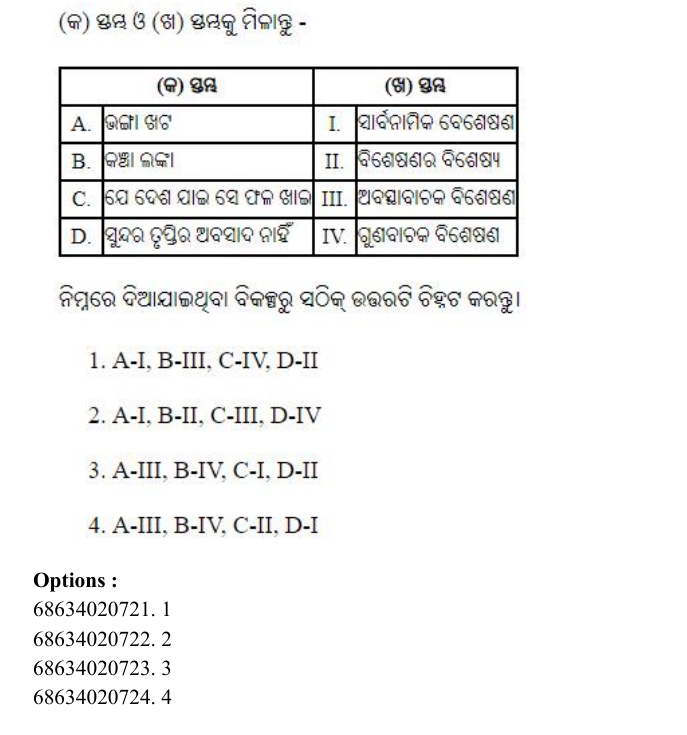 (କ) ସ୍ତମ୍ଭ ଓ (ଖ) ସ୍ତମ୍ଭକୁ ମିଳାନ୍ତୁ -
(କ) ସ୍ତମ୍ଭ (ଖ) ସ୍ତମ୍ଭ
A. ଭଙ୍ଗା ଖଟ I. ସାର୍ବନାମିକ ବେଶେଷଣ
B. କଞ୍ଚା ଲଙ୍କା II. ବିଶେଷଣର ବିଶେଷ୍ୟ
C. ଯେ ଦେଶ ଯାଇ ସେ ଫଳ ଖାଇ III. ଅବସ୍ଥାବାଚକ ବିଶେଷଣ
D. ସୁନ୍ଦର ତୃପ୍ତିର ଅବସାଦ ନାହିଁ IV. ଗୁଣବାଚକ ବିଶେଷଣ
ନିମ୍ନରେ ଦିଆଯାଇଥିବା ବିକଳ୍ପରୁ ସଠିକ୍ ଉତ୍ତରଟି ଚିହ୍ନଟ କରନ୍ତୁ।
1. A-I, B-III, C-IV, D-II
2. A-I, B-II, C-III, D-IV
3. A-III, B-IV, C-I, D-II
4. A-III, B-IV, C-II, D-I
Options :
68634020721. 1
68634020722. 2
68634020723. 3
68634020724. 4